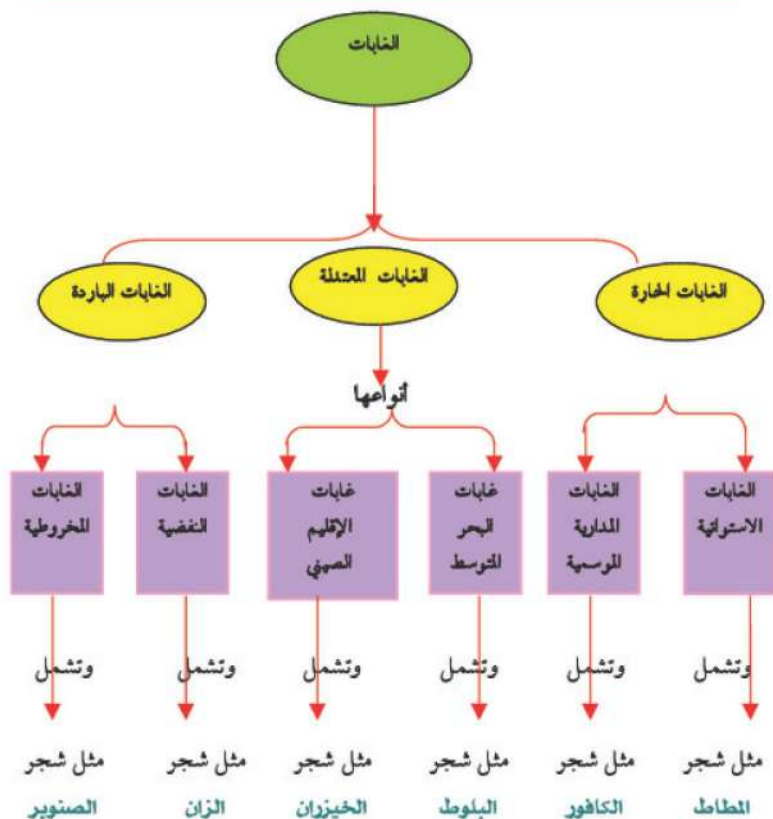 الغابات
الغابات الحارة
الغابات المعتدلة
الغابات الباردة
أنواعها
الغابات
الاستوائية
الغابات
المدارية
الموسمية
غابات
البحر
المتوسط
غابات
الإقليم
الصيني
الغابات
النفضية
الغابات
المخروطية
وتشمل
وتشمل
وتشمل
وتشمل
وتشمل
وتشمل
مثل شجر
المطاط
مثل شجر
الكافور
مثل شجر
البلوط
مثل شجر
الخيزران
مثل شجر
الزان
مثل شجر
الصنوبر